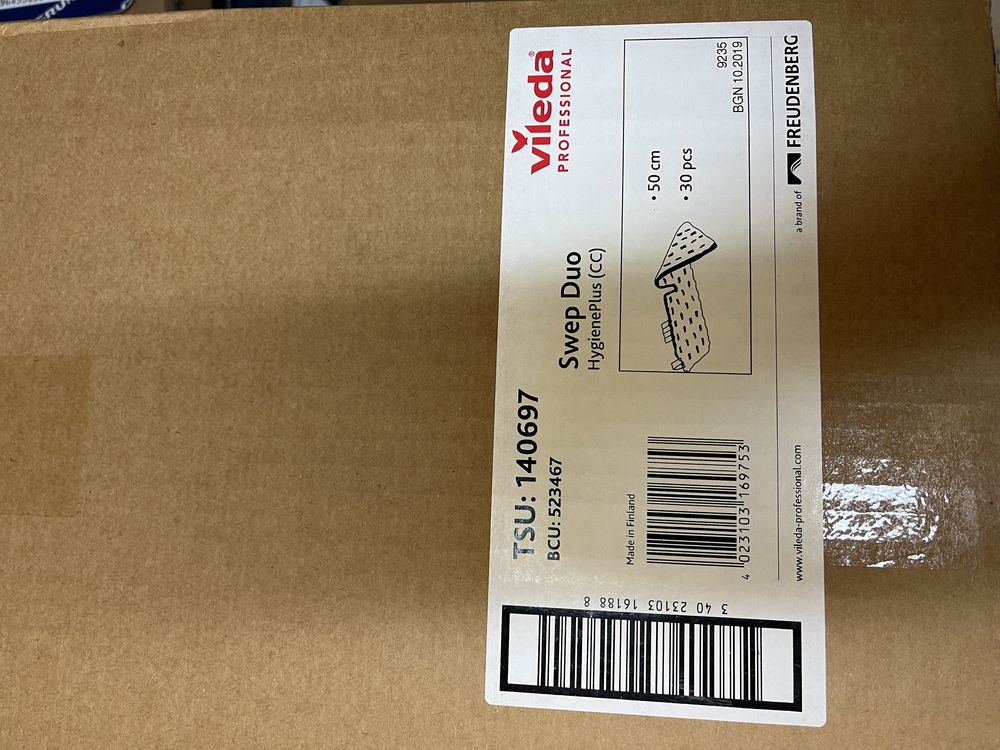 TSU: 140697
BCU: 523467
vileda®
PROFESSIONAL
Swep Duo
HygienePlus (CC)
• 50 cm
• 30 pcs
9235
BGN 10.2019
Made in Finland
4 023103 169753
www.vileda-professional.com
a brand of FREUDENBERG
3 40 23103 16188 8